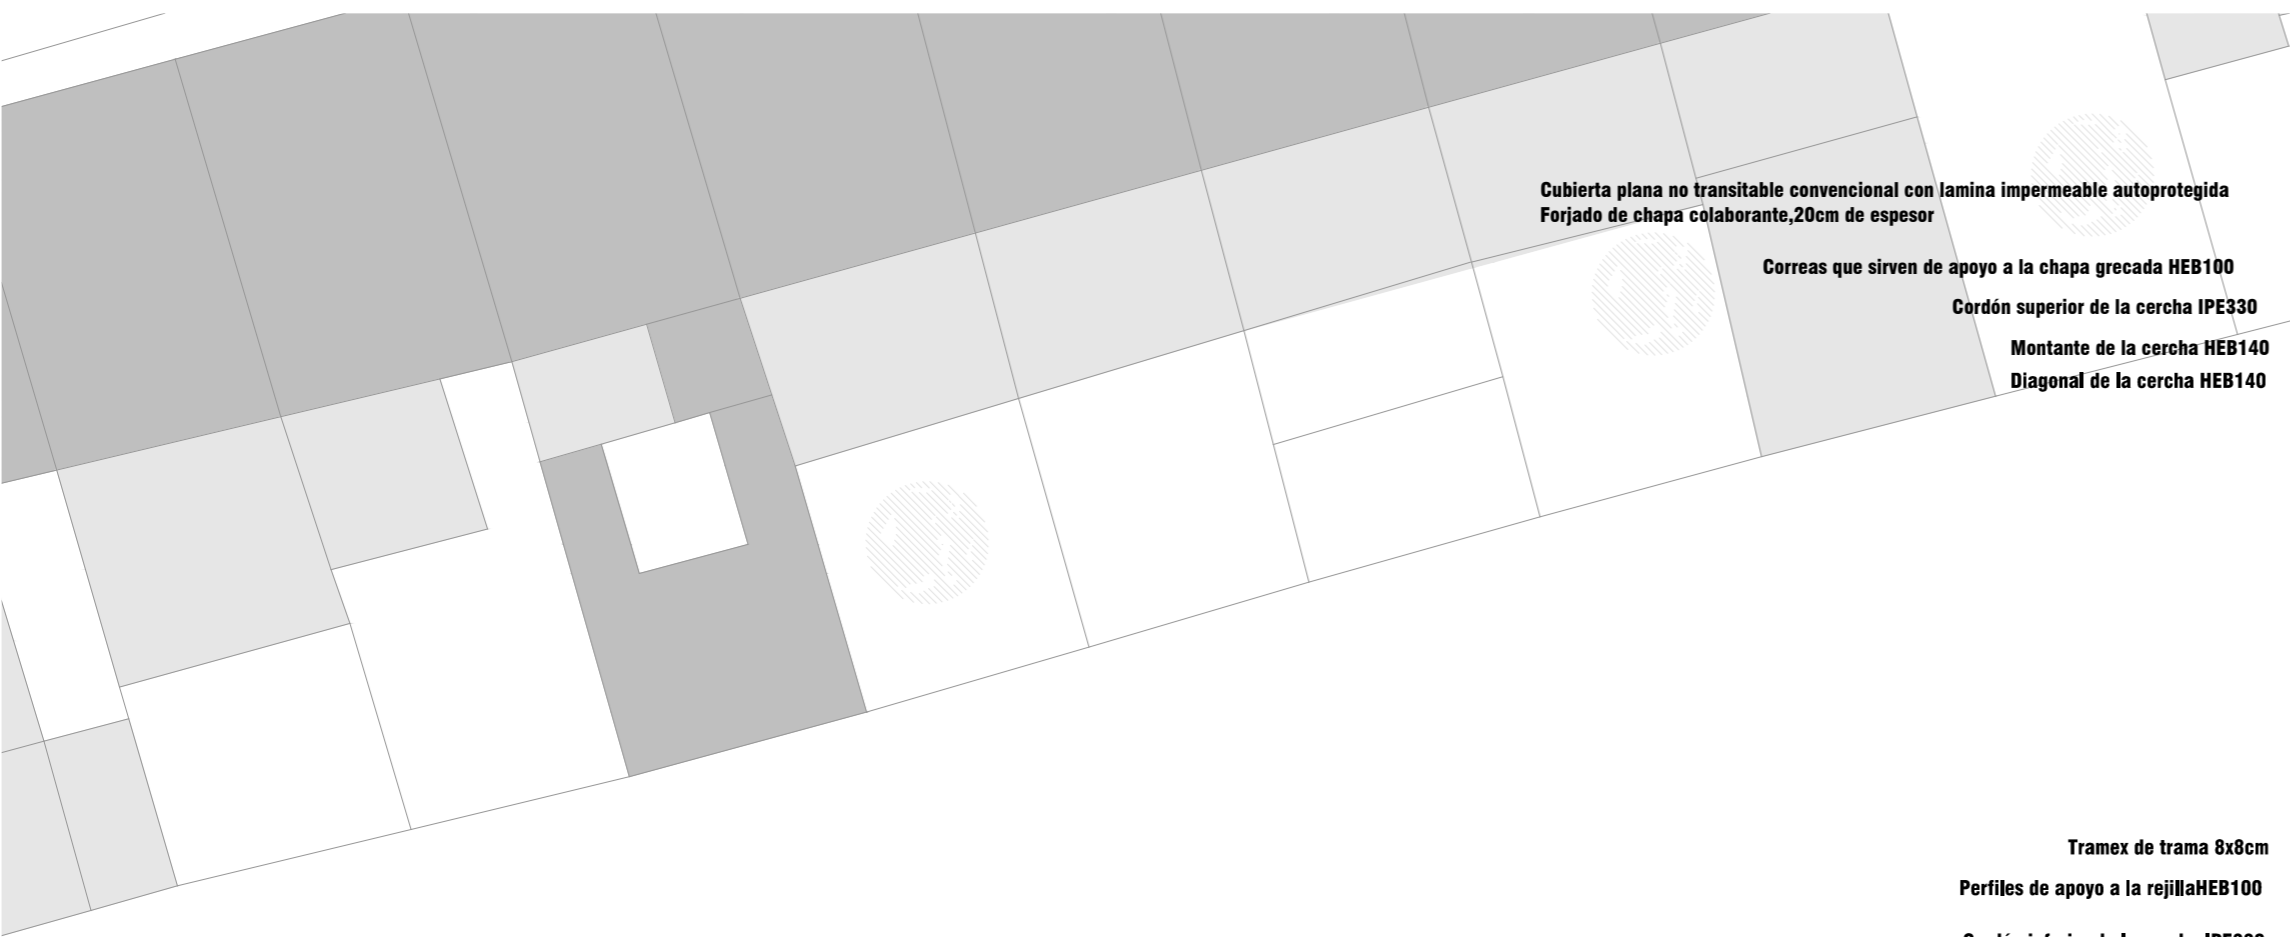 Cubierta plana no transitable convencional con lamina impermeable autoprotegida
Forjado de chapa colaborante,20cm de espesor
Correas que sirven de apoyo a la chapa grecada HEB100
Cordón superior de la cercha IPE330
Montante de la cercha HEB140
Diagonal de la cercha HEB140
Tramex de trama 8x8cm
Perfiles de apoyo a la rejillaHEB100